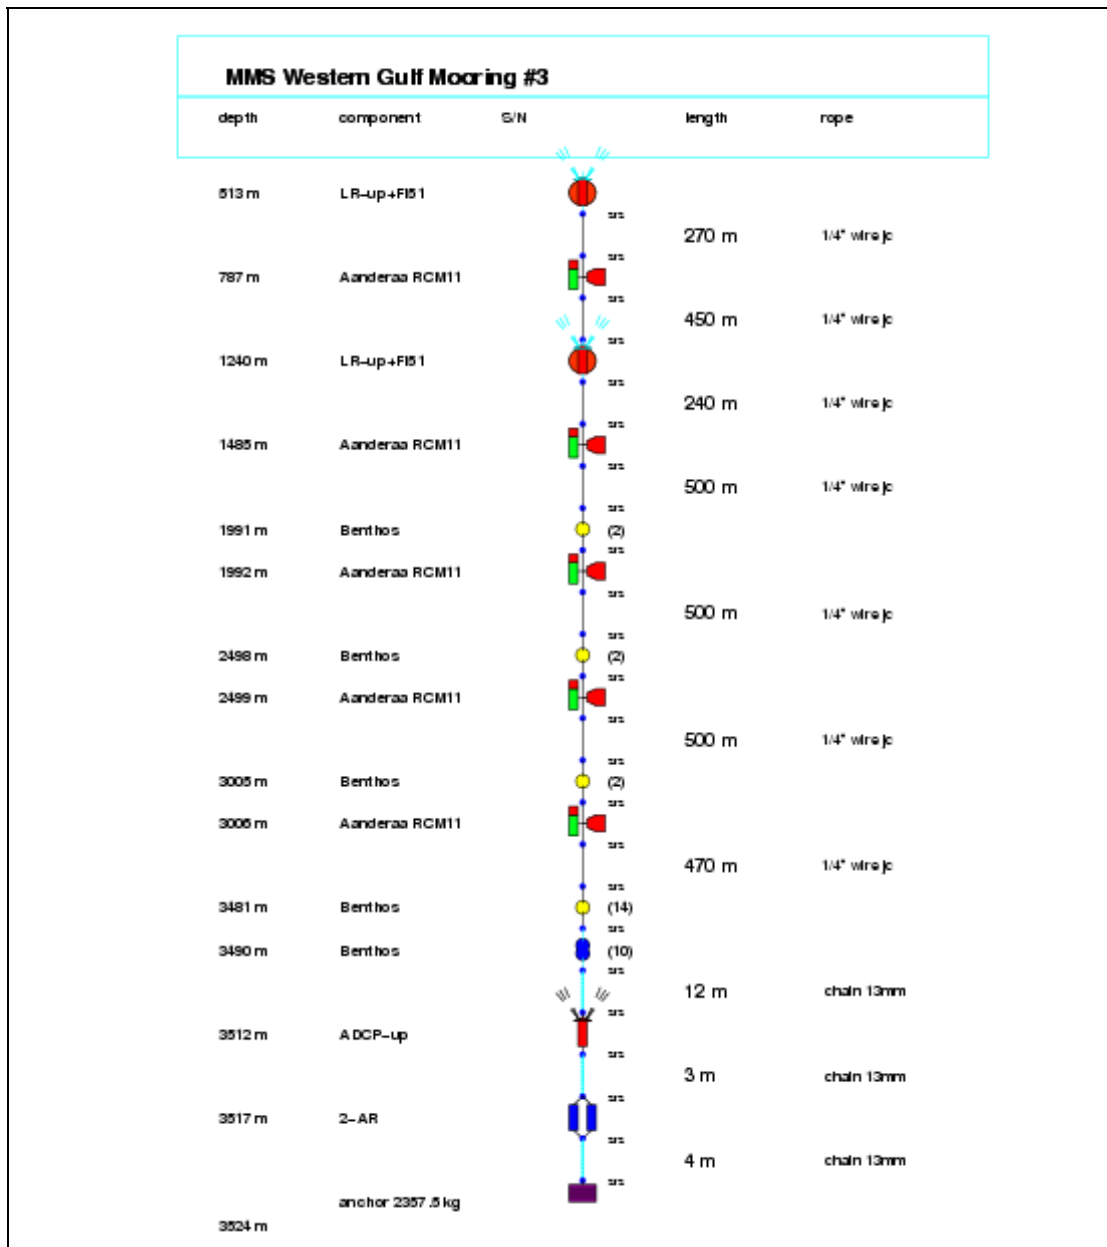 MMS Western Gulf Mooring #3
depth component S/N length rope
513 m LR-up+Fl51
270 m 1/4" wire jc
787 m Aanderaa RCM11
450 m 1/4" wire jc
1240 m LR-up+Fl51
240 m 1/4" wire jc
1485 m Aanderaa RCM11
500 m 1/4" wire jc
1991 m Benthos (2)
1992 m Aanderaa RCM11
500 m 1/4" wire jc
2498 m Benthos (2)
2499 m Aanderaa RCM11
500 m 1/4" wire jc
3005 m Benthos (2)
3006 m Aanderaa RCM11
470 m 1/4" wire jc
3481 m Benthos (14)
3490 m Benthos (10)
12 m chain 13mm
3512 m ADCP-up
3 m chain 13mm
3517 m 2-AR
4 m chain 13mm
anchor 2357.5 kg
3524 m